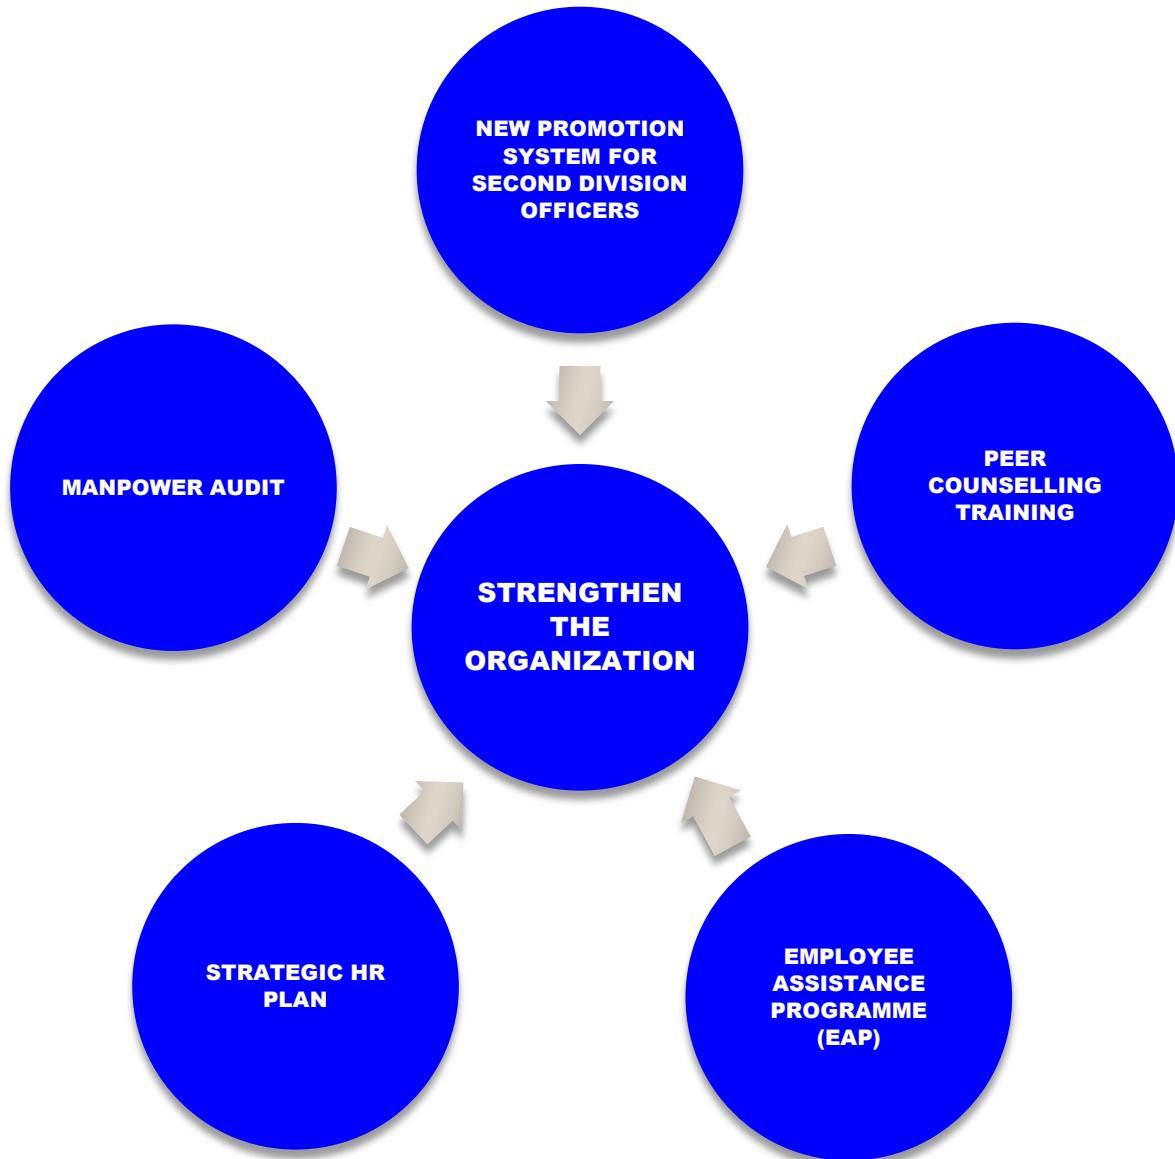 NEW PROMOTION
SYSTEM FOR
SECOND DIVISION
OFFICERS
MANPOWER AUDIT
PEER
COUNSELLING
TRAINING
STRENGTHEN
THE
ORGANIZATION
STRATEGIC HR
PLAN
EMPLOYEE
ASSISTANCE
PROGRAMME
(EAP)